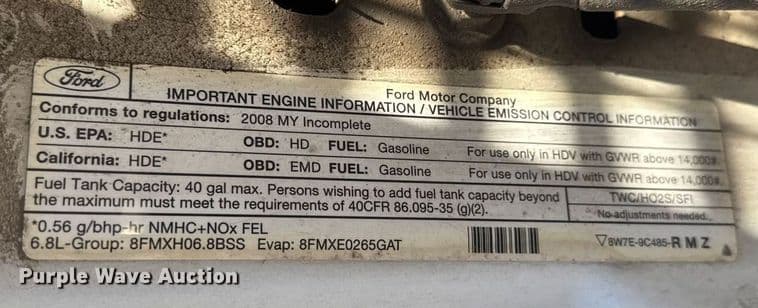 Ford
Ford Motor Company
IMPORTANT ENGINE INFORMATION / VEHICLE EMISSION CONTROL INFORMATION
Conforms to regulations: 2008 MY Incomplete
U.S. EPA: HDE* OBD: HD FUEL: Gasoline For use only in HDV with GVWR above 14,000#.
California: HDE* OBD: EMD FUEL: Gasoline For use only in HDV with GVWR above 14,000#.
Fuel Tank Capacity: 40 gal max. Persons wishing to add fuel tank capacity beyond
the maximum must meet the requirements of 40CFR 86.095-35 (g)(2).
TWC/HO2S/SFI
No adjustments needed.
*0.56 g/bhp-hr NMHC+NOx FEL
6.8L-Group: 8FMXH06.8BSS Evap: 8FMXE0265GAT
8W7E-9C485-RMZ
Purple Wave Auction